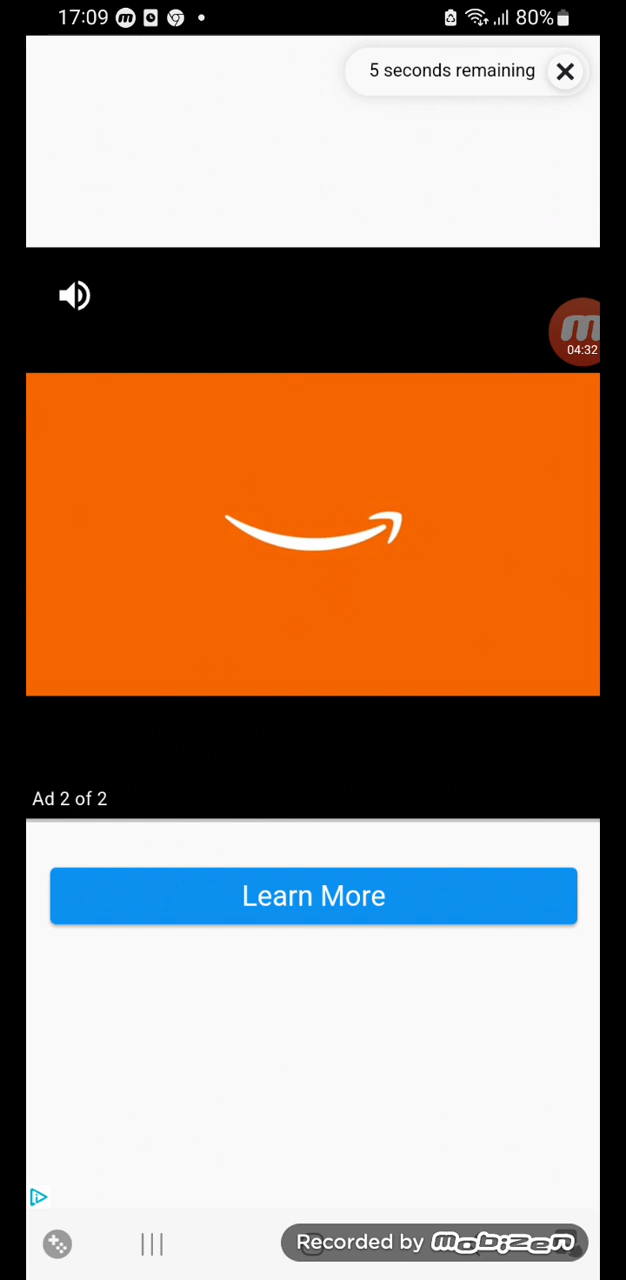 17:09
80%
5 seconds remaining
04:32
Ad 2 of 2
Learn More
Recorded by mobizen